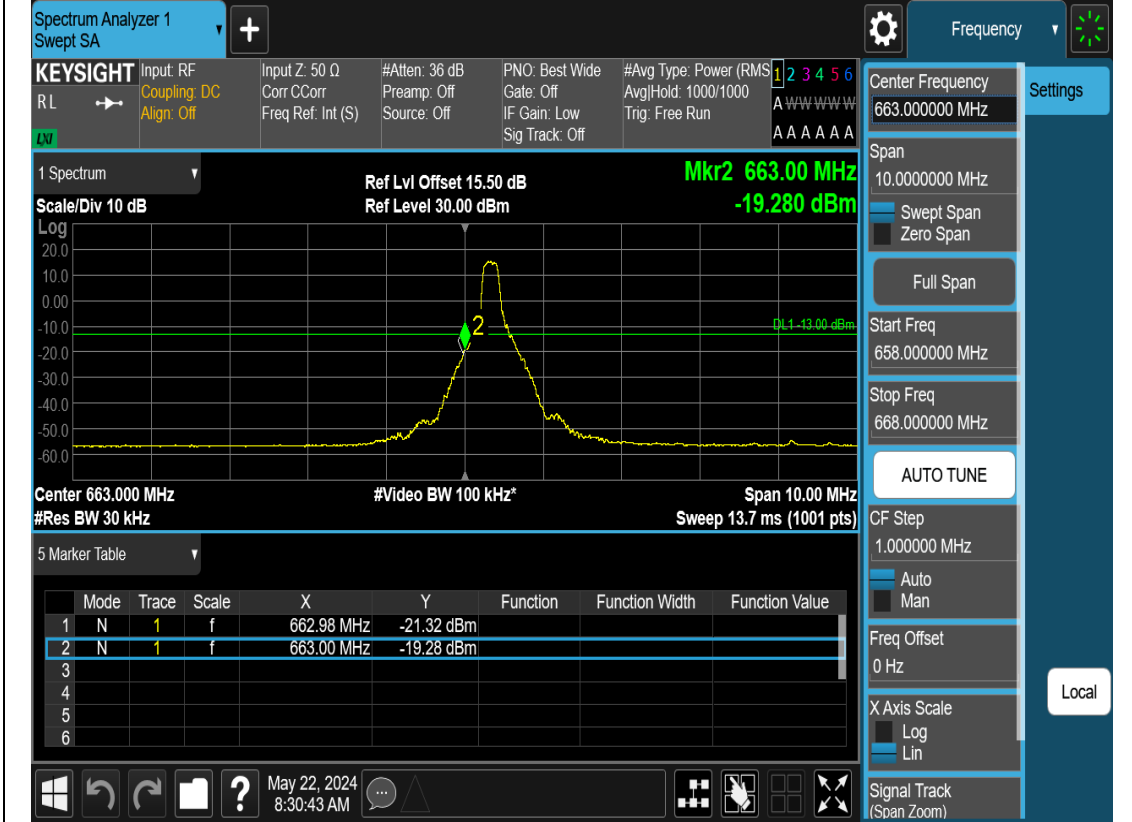 Spectrum Analyzer 1
Swept SA
+
Frequency
KEYSIGHT
RL
LXI
Input: RF
Coupling: DC
Align: Off
Input Z: 50 Ω
Corr CCorr
Freq Ref: Int (S)
#Atten: 36 dB
Preamp: Off
Source: Off
PNO: Best Wide
Gate: Off
IF Gain: Low
Sig Track: Off
#Avg Type: Power (RMS
Avg|Hold: 1000/1000
Trig: Free Run
1 2 3 4 5 6
A W W W W W
A A A A A A
1 Spectrum
Scale/Div 10 dB
Ref Lvl Offset 15.50 dB
Ref Level 30.00 dBm
Mkr2 663.00 MHz
-19.280 dBm
Log
20.0
10.0
0.00
-10.0
-20.0
-30.0
-40.0
-50.0
-60.0
2
DL1 -13.00 dBm
Center 663.000 MHz
#Video BW 100 kHz*
Span 10.00 MHz
#Res BW 30 kHz
Sweep 13.7 ms (1001 pts)
5 Marker Table
Mode Trace Scale X Y Function Function Width Function Value
1 N 1 f 662.98 MHz -21.32 dBm
2 N 1 f 663.00 MHz -19.28 dBm
3
4
5
6
?
May 22, 2024
8:30:43 AM
Center Frequency
663.000000 MHz
Span
10.0000000 MHz
Swept Span
Zero Span
Full Span
Start Freq
658.000000 MHz
Stop Freq
668.000000 MHz
AUTO TUNE
CF Step
1.000000 MHz
Auto
Man
Freq Offset
0 Hz
X Axis Scale
Log
Lin
Signal Track
(Span Zoom)
Settings
Local